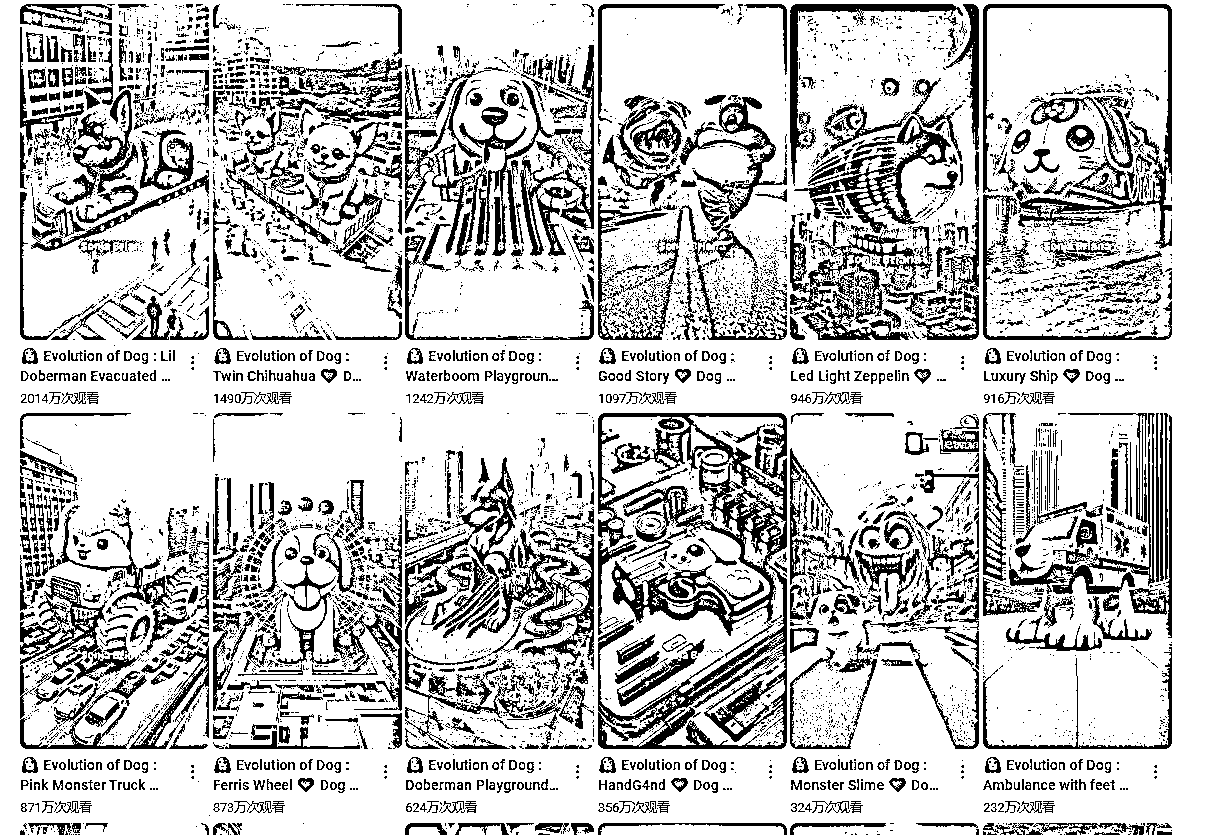 Evolution of Dog : Lil
Doberman Evacuated ...
2014万次观看
Evolution of Dog :
Twin Chihuahua D...
1490万次观看
Evolution of Dog :
Waterboom Playgroun...
1242万次观看
Evolution of Dog :
Good Story Dog ...
1097万次观看
Evolution of Dog :
Led Light Zeppelin ...
946万次观看
Evolution of Dog :
Luxury Ship Dog ...
916万次观看
Evolution of Dog :
Pink Monster Truck ...
871万次观看
Evolution of Dog :
Ferris Wheel Dog ...
873万次观看
Evolution of Dog :
Doberman Playground...
624万次观看
Evolution of Dog :
HandG4nd Dog ...
356万次观看
Evolution of Dog :
Monster Slime Do...
324万次观看
Evolution of Dog :
Ambulance with feet ...
232万次观看